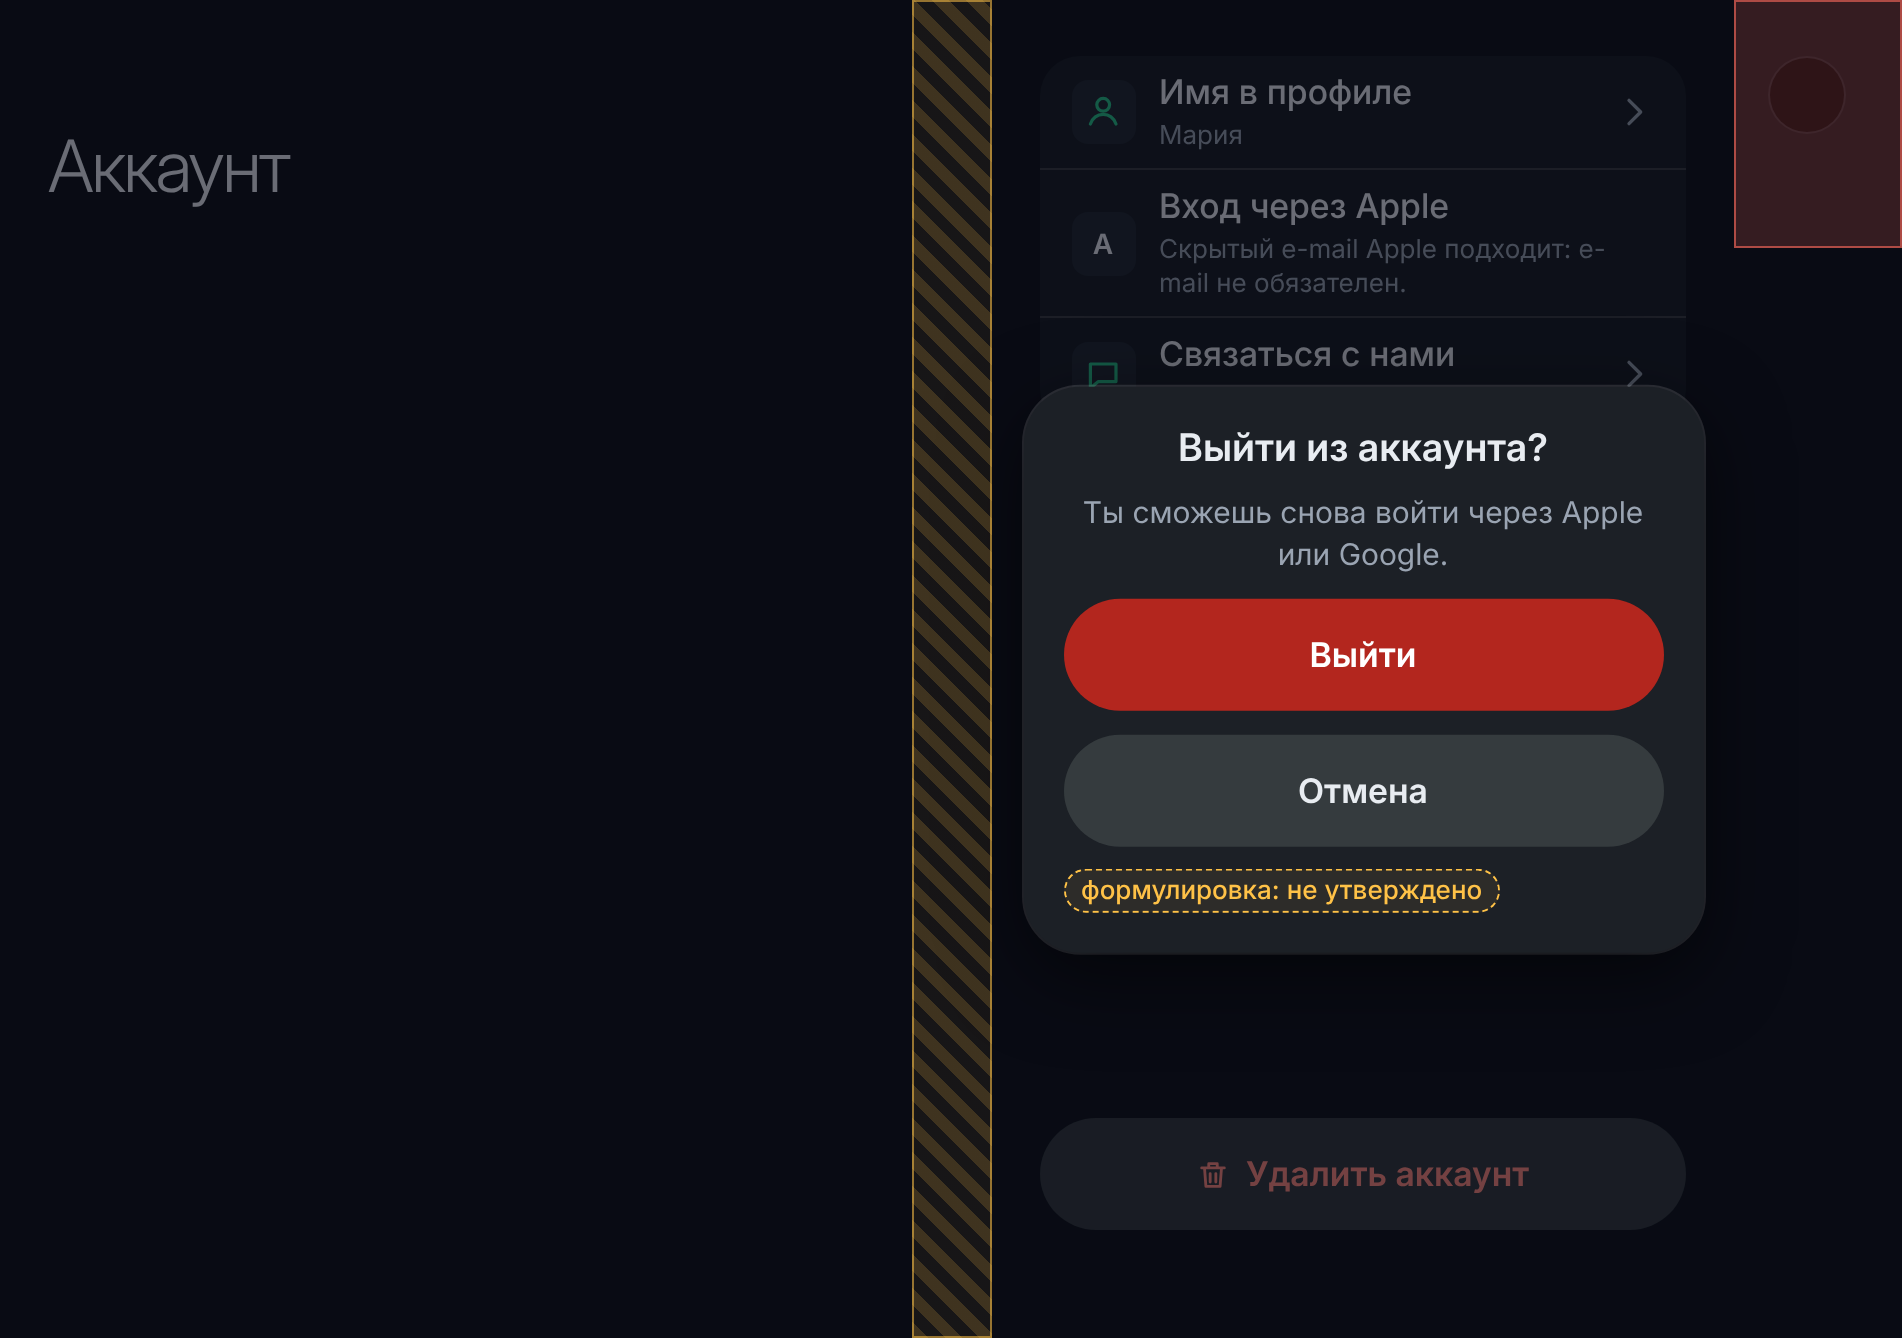 Аккаунт
Имя в профиле
Мария
A
Вход через Apple
Скрытый e-mail Apple подходит: e-
mail не обязателен.
Связаться с нами
Выйти из аккаунта?
Ты сможешь снова войти через Apple
или Google.
Выйти
Отмена
формулировка: не утверждено
Удалить аккаунт